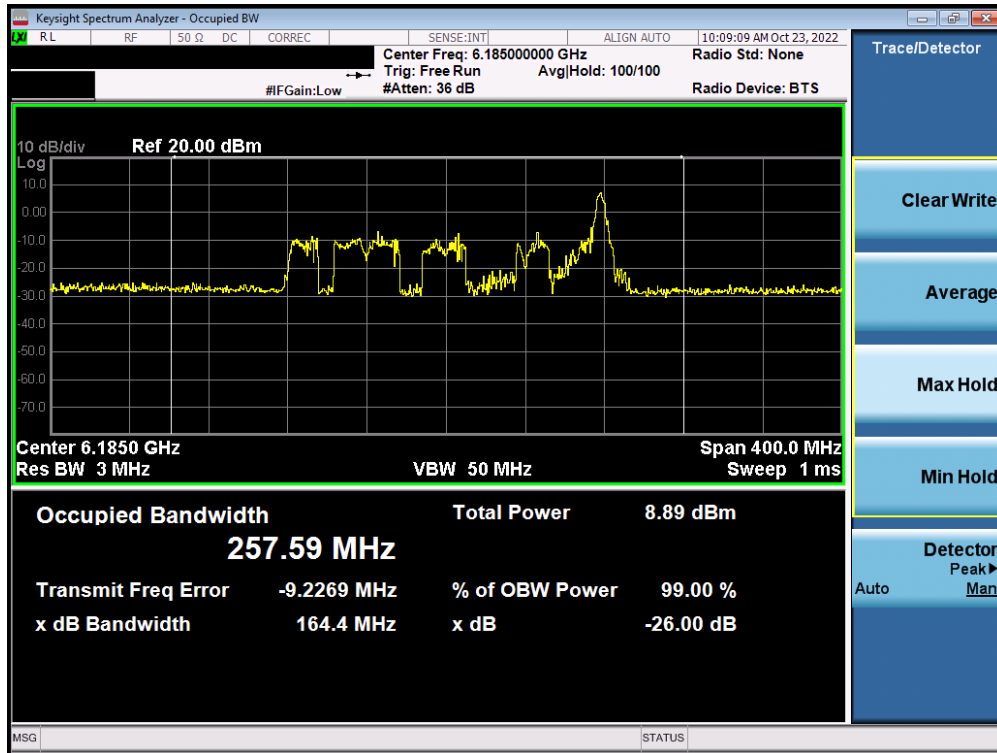 Keysight Spectrum Analyzer - Occupied BW
LXI RL RF 50 Ω DC CORREC SENSE:INT ALIGN AUTO 10:09:09 AM Oct 23, 2022
Center Freq: 6.185000000 GHz Radio Std: None
Trig: Free Run Avg|Hold: 100/100
#IFGain:Low #Atten: 36 dB Radio Device: BTS
Trace/Detector
10 dB/div Ref 20.00 dBm
Log
10.0
0.00
-10.0
-20.0
-30.0
-40.0
-50.0
-60.0
-70.0
Center 6.1850 GHz Span 400.0 MHz
Res BW 3 MHz VBW 50 MHz Sweep 1 ms
Occupied Bandwidth Total Power 8.89 dBm
257.59 MHz
Transmit Freq Error -9.2269 MHz % of OBW Power 99.00 %
x dB Bandwidth 164.4 MHz x dB -26.00 dB
Clear Write
Average
Max Hold
Min Hold
Detector
Peak▶
Auto Man
MSG STATUS